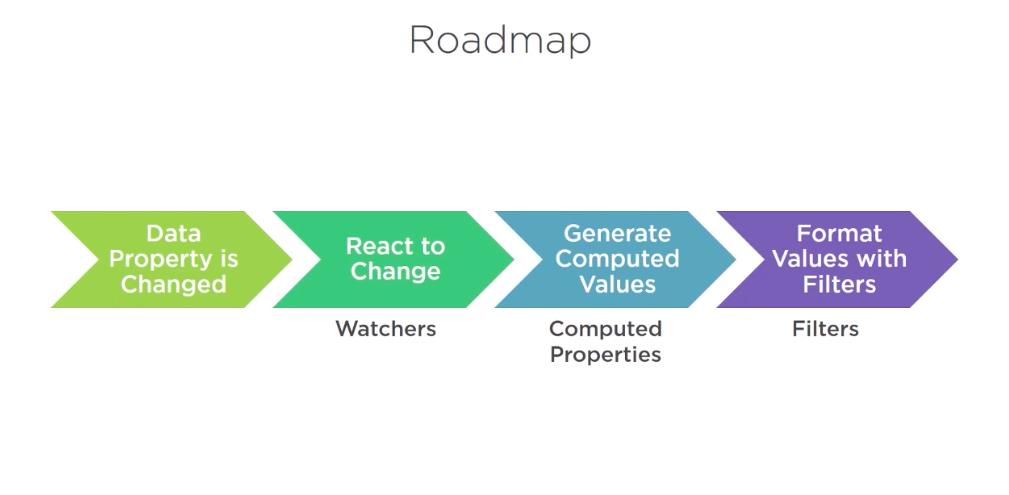 Roadmap
Data
Property is
Changed
React to
Change
Generate
Computed
Values
Format
Values with
Filters
Watchers
Computed
Properties
Filters